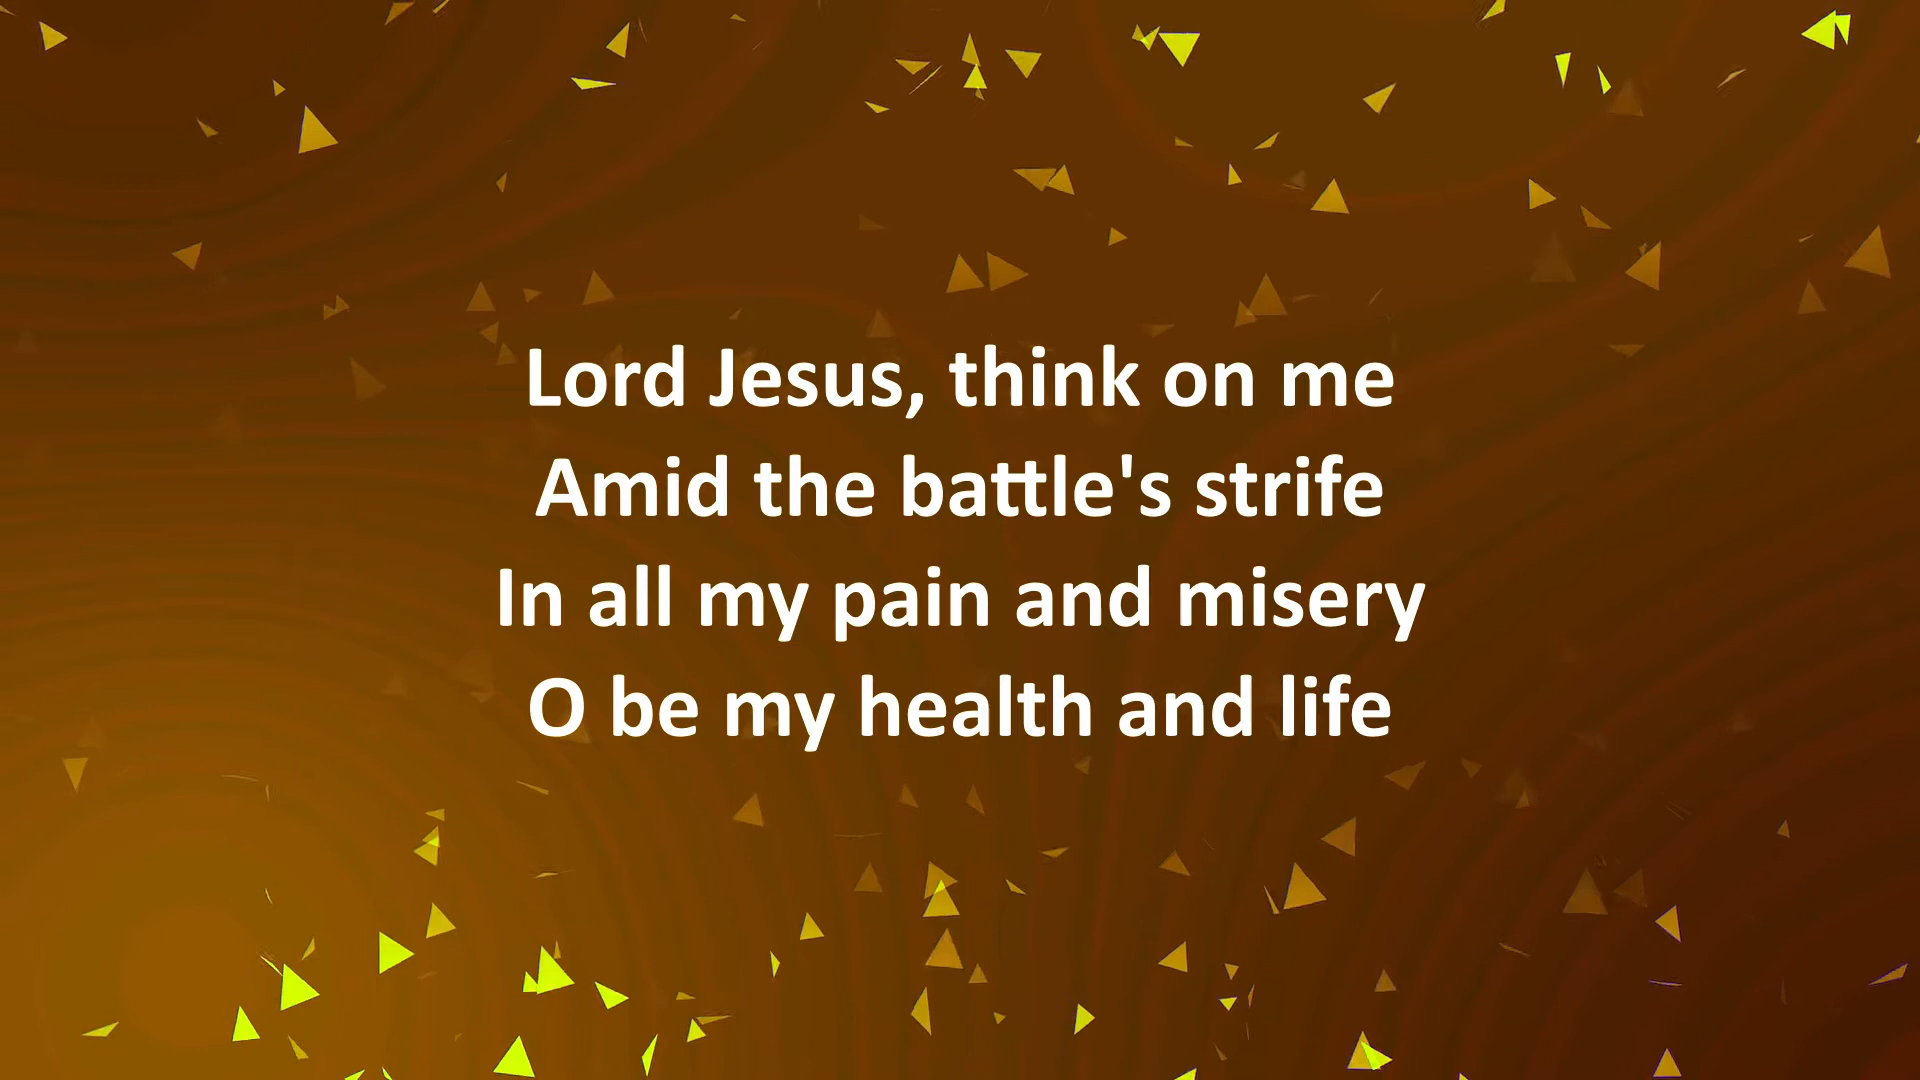 Lord Jesus, think on me
Amid the battle's strife
In all my pain and misery
O be my health and life